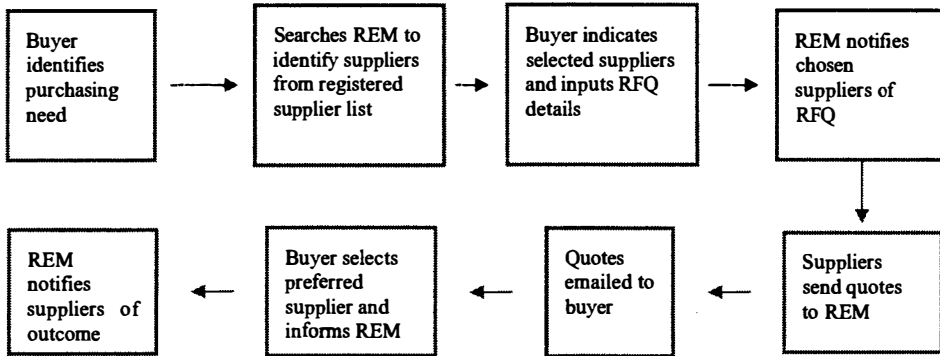 Buyer
identifies
purchasing
need
Searches REM to
identify suppliers
from registered
supplier list
Buyer indicates
selected suppliers
and inputs RFQ
details
REM notifies
chosen
suppliers of
RFQ
Suppliers
send quotes
to REM
Quotes
emailed to
buyer
Buyer selects
preferred
supplier and
informs REM
REM
notifies
suppliers of
outcome